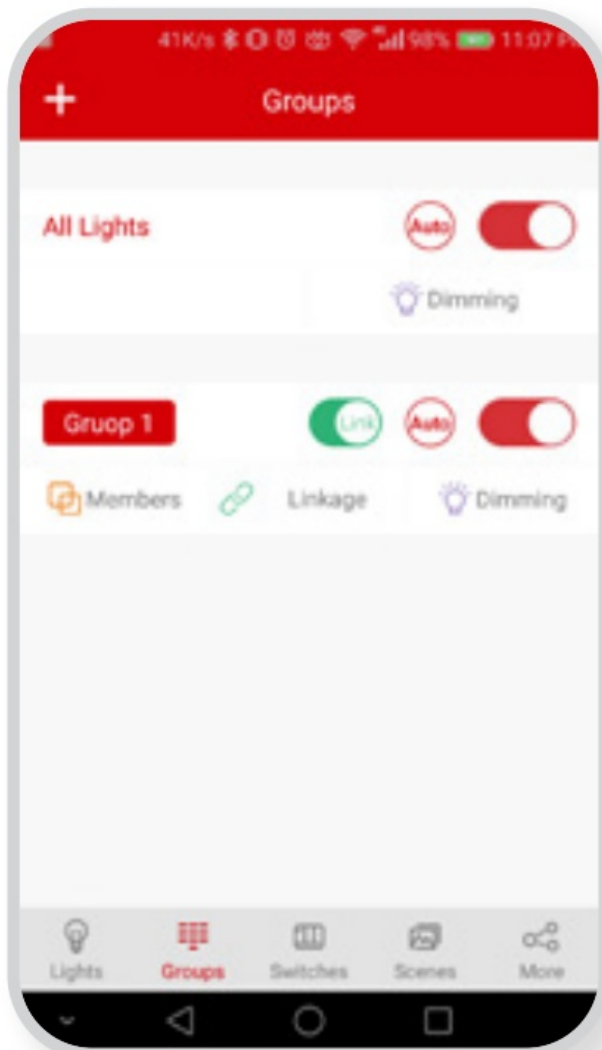 41K/s 98% 11:07 P
+ Groups
All Lights Auto
Dimming
Gruop 1 Link Auto
Members Linkage Dimming
Lights Groups Switches Scenes More